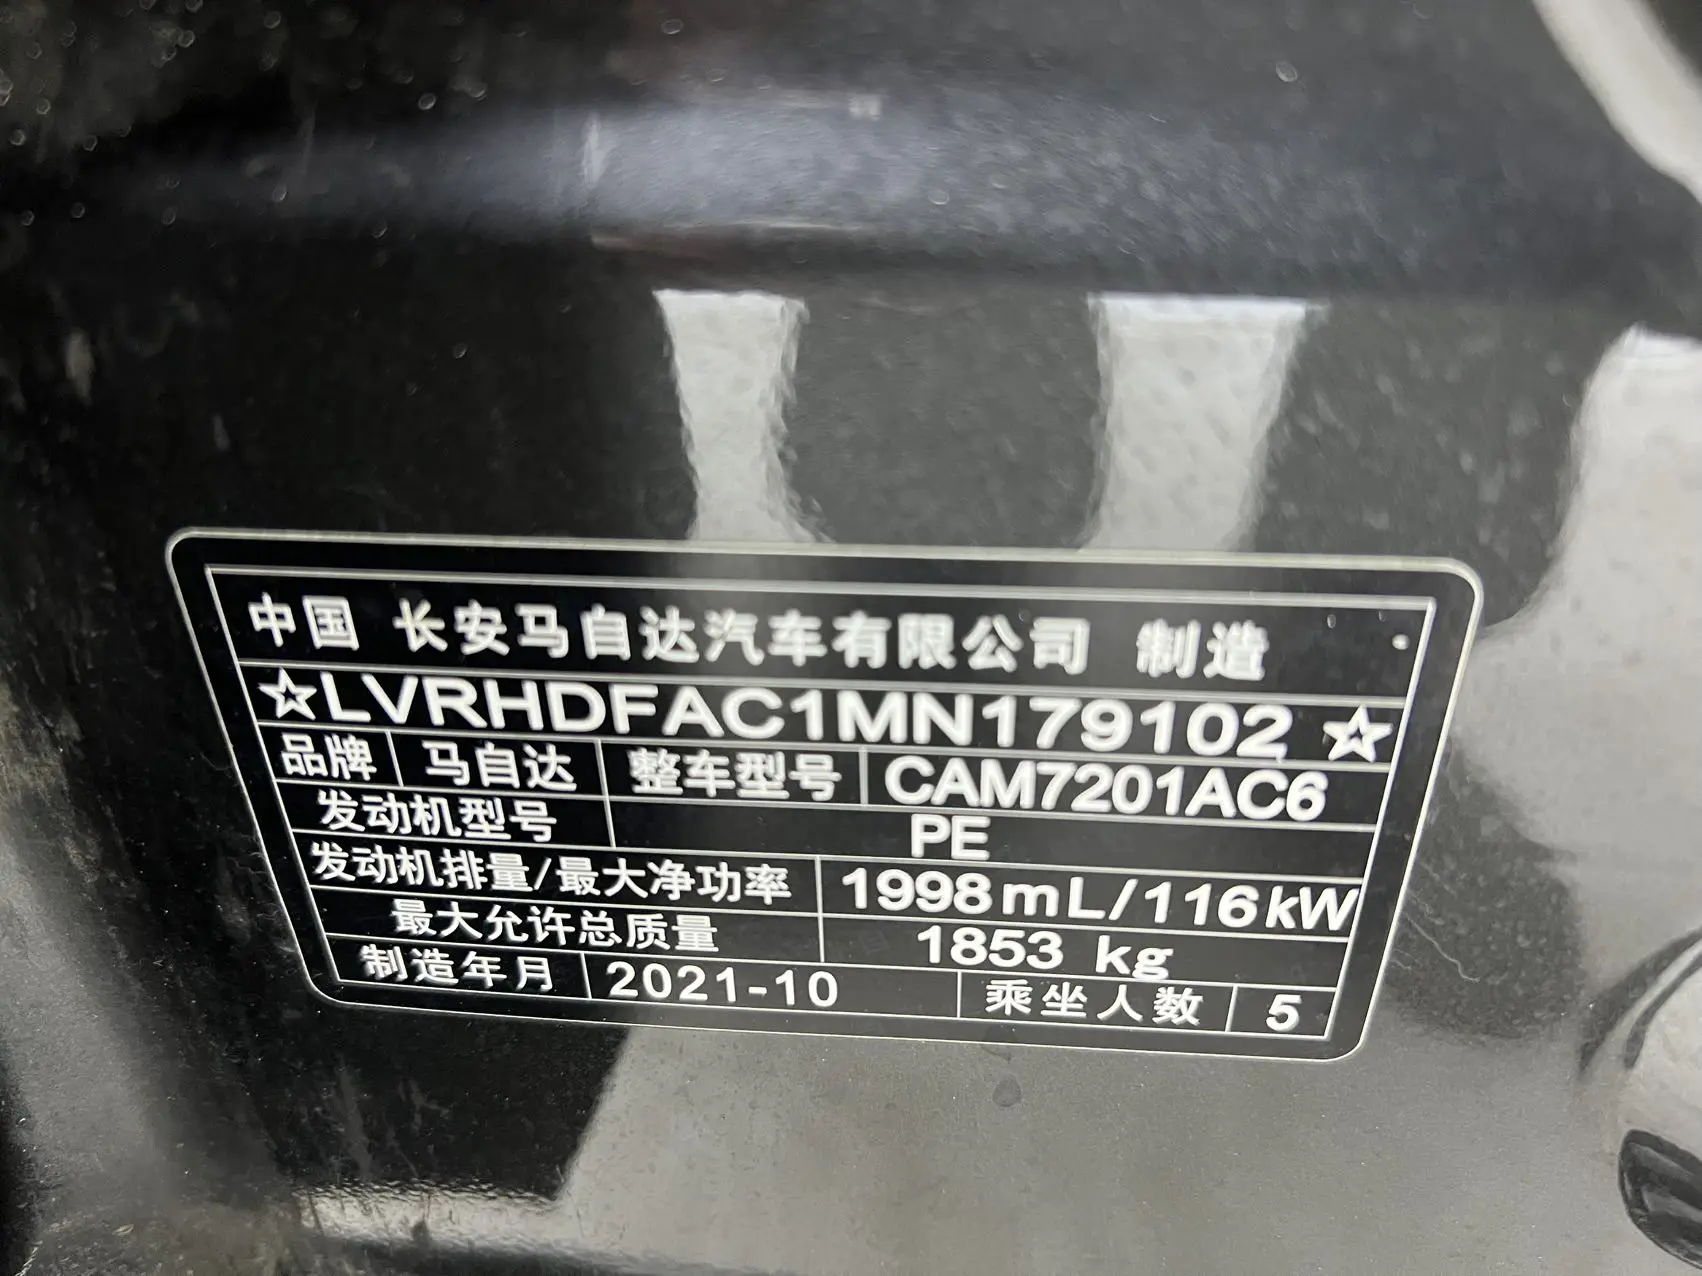 中国 长安马自达汽车有限公司 制造
☆LVRHDFAC1MN179102☆
品牌 马自达 整车型号 CAM7201AC6
发动机型号 PE
发动机排量/最大净功率 1998mL/116kW
最大允许总质量 1853 kg
制造年月 2021-10 乘坐人数 5